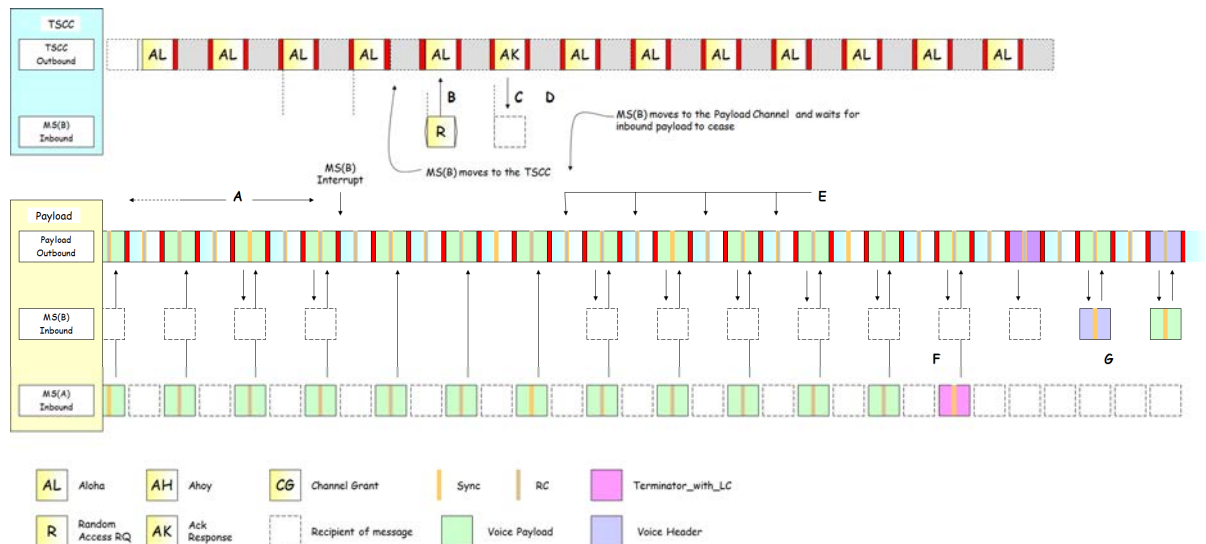 TSCC
TSCC
Outbound
AL
AL
AL
AL
AL
AK
AL
AL
AL
AL
AL
AL
AL
B
C
D
MS(B)
Inbound
R
MS(B) moves to the Payload Channel and waits for
inbound payload to cease
MS(B)
Interrupt
MS(B) moves to the TSCC
A
E
Payload
Payload
Outbound
MS(B)
Inbound
F
G
MS(A)
Inbound
AL
Aloha
AH
Ahoy
CG
Channel Grant
Sync
RC
Terminator_with_LC
R
Random
Access RQ
AK
Ack
Response
Recipient of message
Voice Payload
Voice Header